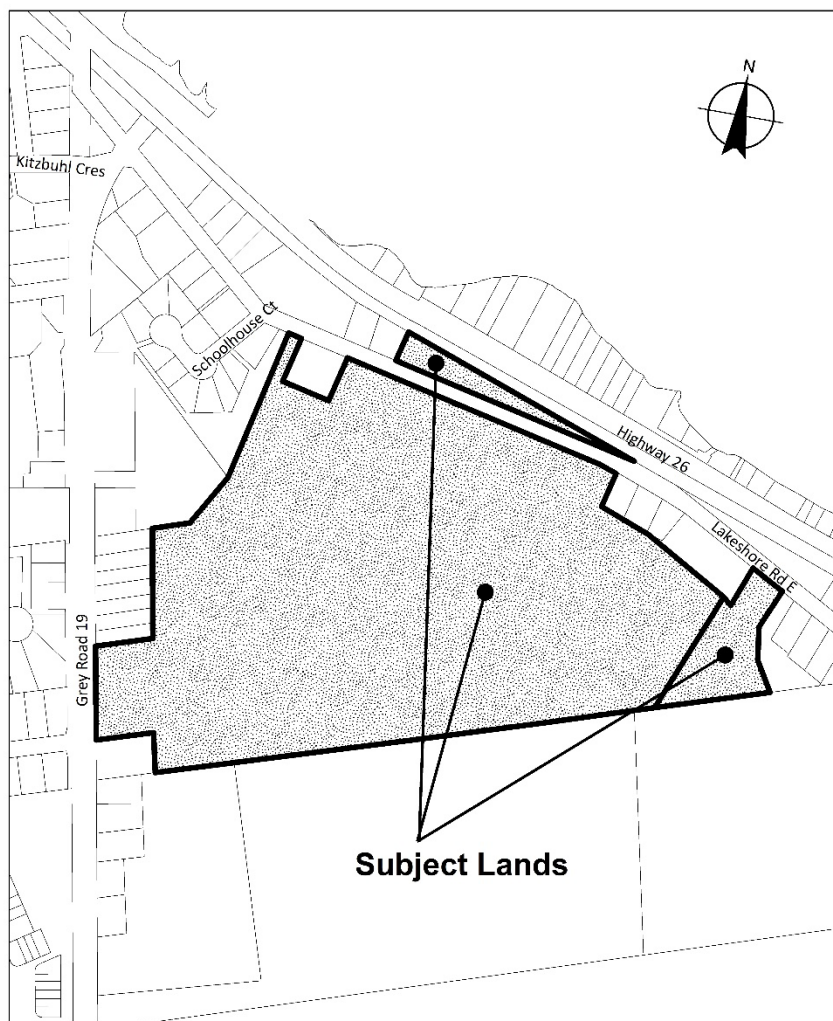 N
Kitzbuhl Cres
Schoolhouse Ct
Highway 26
Lakeshore Rd E
Grey Road 19
Subject Lands